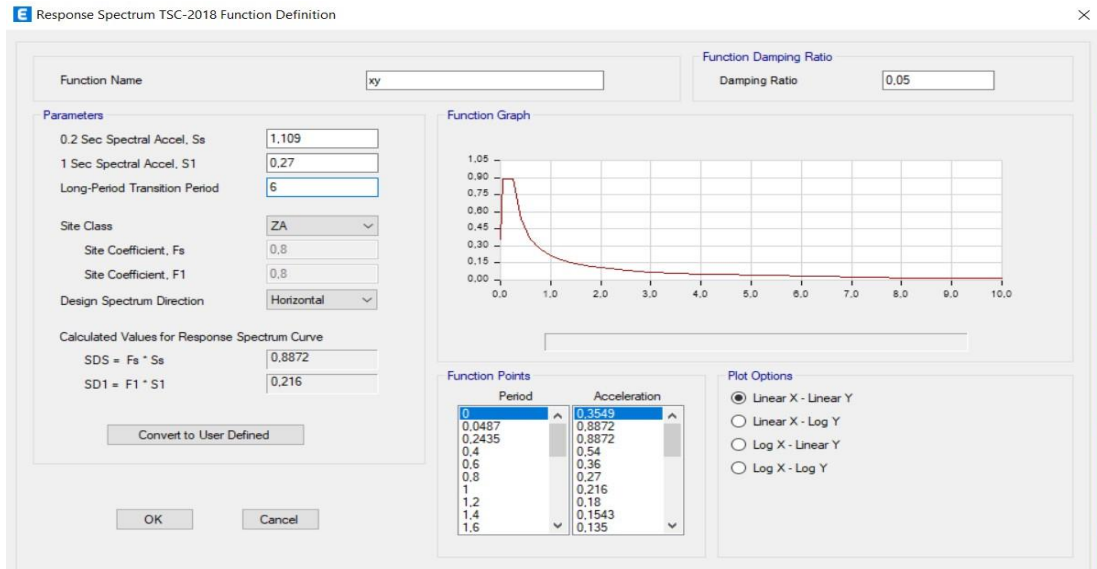 E Response Spectrum TSC-2018 Function Definition
Function Name
xy
Function Damping Ratio
Damping Ratio
0,05
Parameters
0.2 Sec Spectral Accel, Ss
1,109
1 Sec Spectral Accel, S1
0,27
Long-Period Transition Period
6
Site Class
ZA
Site Coefficient, Fs
0,8
Site Coefficient, F1
0,8
Design Spectrum Direction
Horizontal
Calculated Values for Response Spectrum Curve
SDS = Fs * Ss
0,8872
SD1 = F1 * S1
0,216
Convert to User Defined
OK
Cancel
Function Graph
1,05
0,90
0,75
0,60
0,45
0,30
0,15
0,00
0,0 1,0 2,0 3,0 4,0 5,0 6,0 7,0 8,0 9,0 10,0
Function Points
Period Acceleration
0 0,3549
0,0487 0,8872
0,2435 0,8872
0,4 0,54
0,6 0,36
0,8 0,27
1 0,216
1,2 0,18
1,4 0,1543
1,6 0,135
Plot Options
Linear X - Linear Y
Linear X - Log Y
Log X - Linear Y
Log X - Log Y